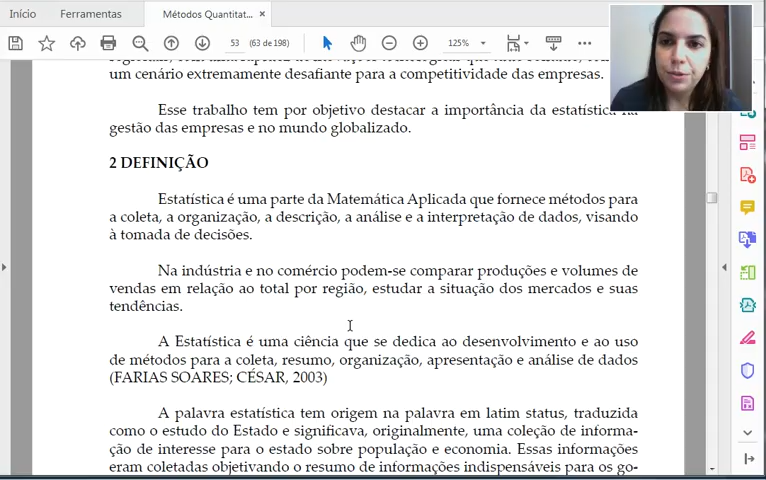 Início
Ferramentas
Métodos Quantitat... ×
53 (63 de 198)
125%
um cenário extremamente desafiante para a competitividade das empresas.
Esse trabalho tem por objetivo destacar a importância da estatística na
gestão das empresas e no mundo globalizado.
2 DEFINIÇÃO
Estatística é uma parte da Matemática Aplicada que fornece métodos para
a coleta, a organização, a descrição, a análise e a interpretação de dados, visando
à tomada de decisões.
Na indústria e no comércio podem-se comparar produções e volumes de
vendas em relação ao total por região, estudar a situação dos mercados e suas
tendências.
A Estatística é uma ciência que se dedica ao desenvolvimento e ao uso
de métodos para a coleta, resumo, organização, apresentação e análise de dados
(FARIAS SOARES; CÉSAR, 2003)
A palavra estatística tem origem na palavra em latim status, traduzida
como o estudo do Estado e significava, originalmente, uma coleção de informa-
ção de interesse para o estado sobre população e economia. Essas informações
eram coletadas objetivando o resumo de informações indispensáveis para os go-